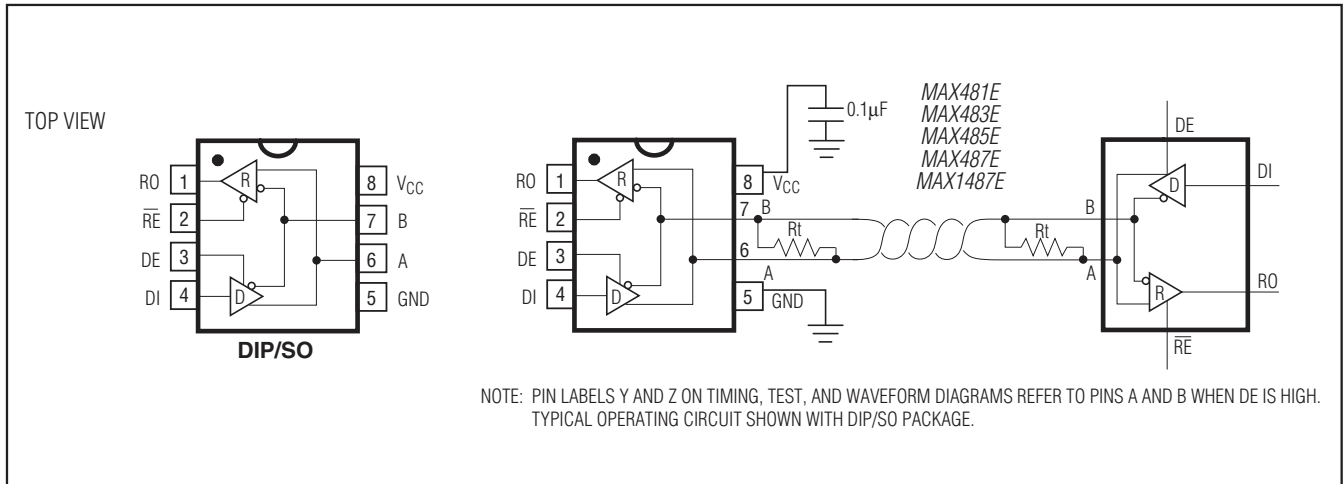 TOP VIEW
RO 1
RE 2
DE 3
DI 4
8 VCC
7 B
6 A
5 GND
R
D
DIP/SO
RO 1
RE 2
DE 3
DI 4
R
D
8 VCC
7 B
6 A
5 GND
0.1µF
MAX481E
MAX483E
MAX485E
MAX487E
MAX1487E
Rt
Rt
B
A
DE
D
DI
R
RO
RE
NOTE: PIN LABELS Y AND Z ON TIMING, TEST, AND WAVEFORM DIAGRAMS REFER TO PINS A AND B WHEN DE IS HIGH.
TYPICAL OPERATING CIRCUIT SHOWN WITH DIP/SO PACKAGE.